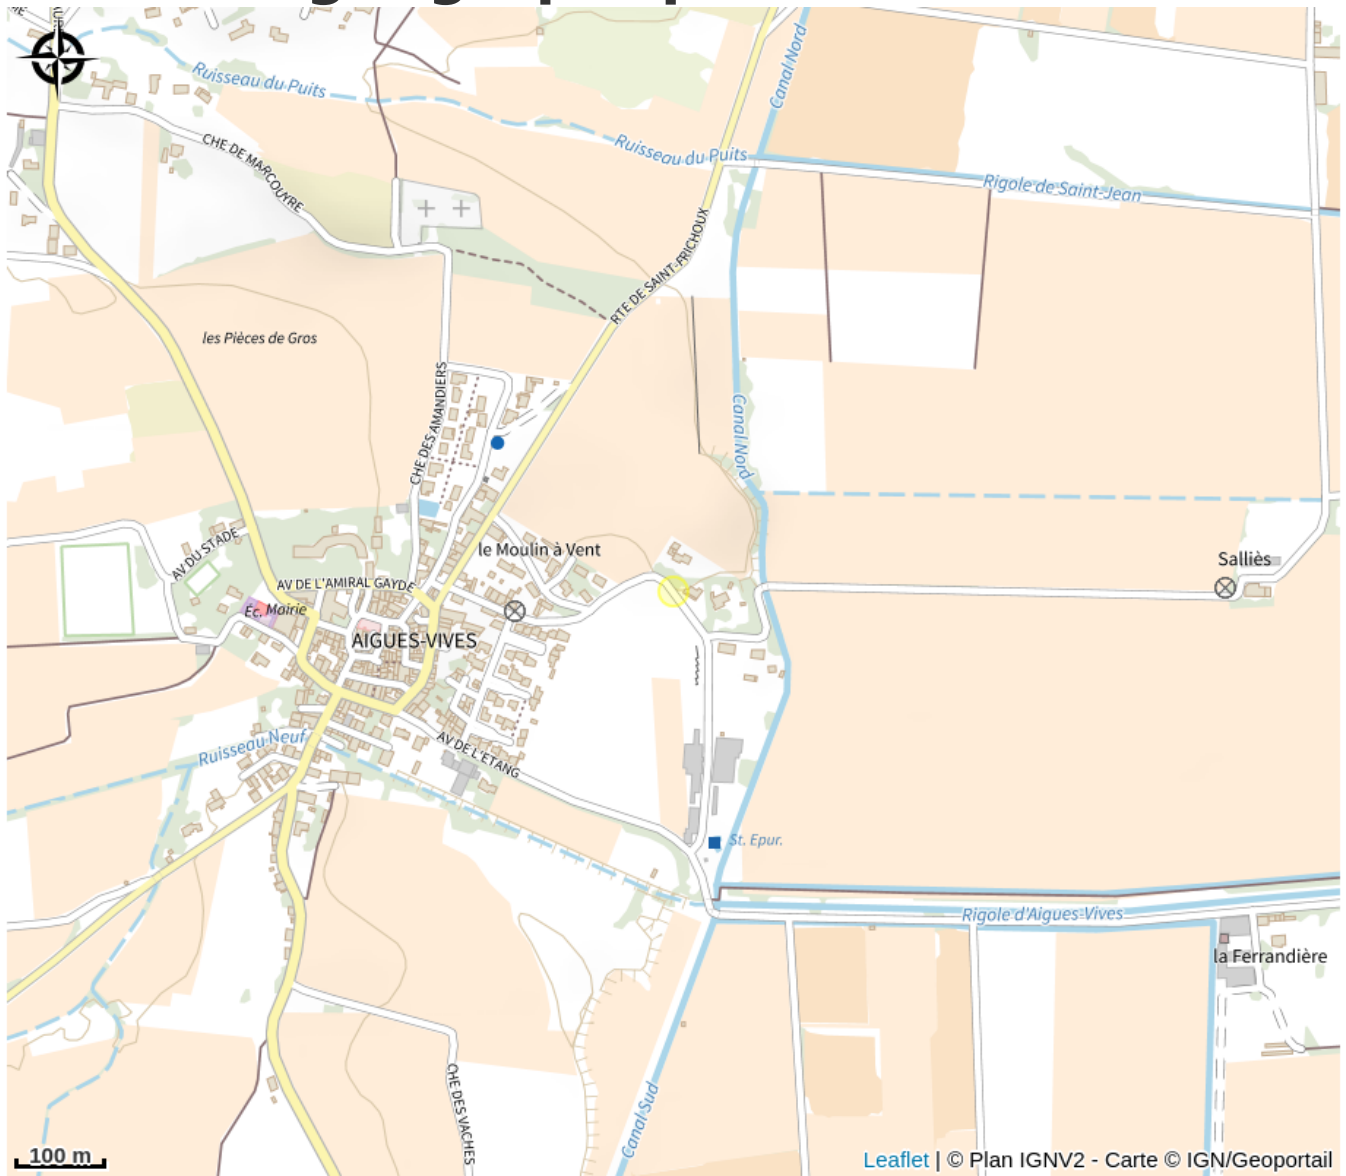 Canal Nord
Ruisseau du Puits
Ruisseau du Puits
CHE DE MARCOUYRE
Rigole de Saint-Jean
RTE DE SAINT-FRICHOUX
les Pièces de Gros
CHE DES AMANDIERS
Canal Nord
AV DU STADE
le Moulin à Vent
Salliès
AV DE L'AMIRAL GAYDE
Éc. Mairie
AIGUES-VIVES
Ruisseau Neuf
AV DE L'ETANG
St. Epur.
Rigole d'Aigues-Vives
la Ferrandière
CHE DES VACHES
Canal Sud
100 m
Leaflet | © Plan IGNV2 - Carte © IGN/Geoportail